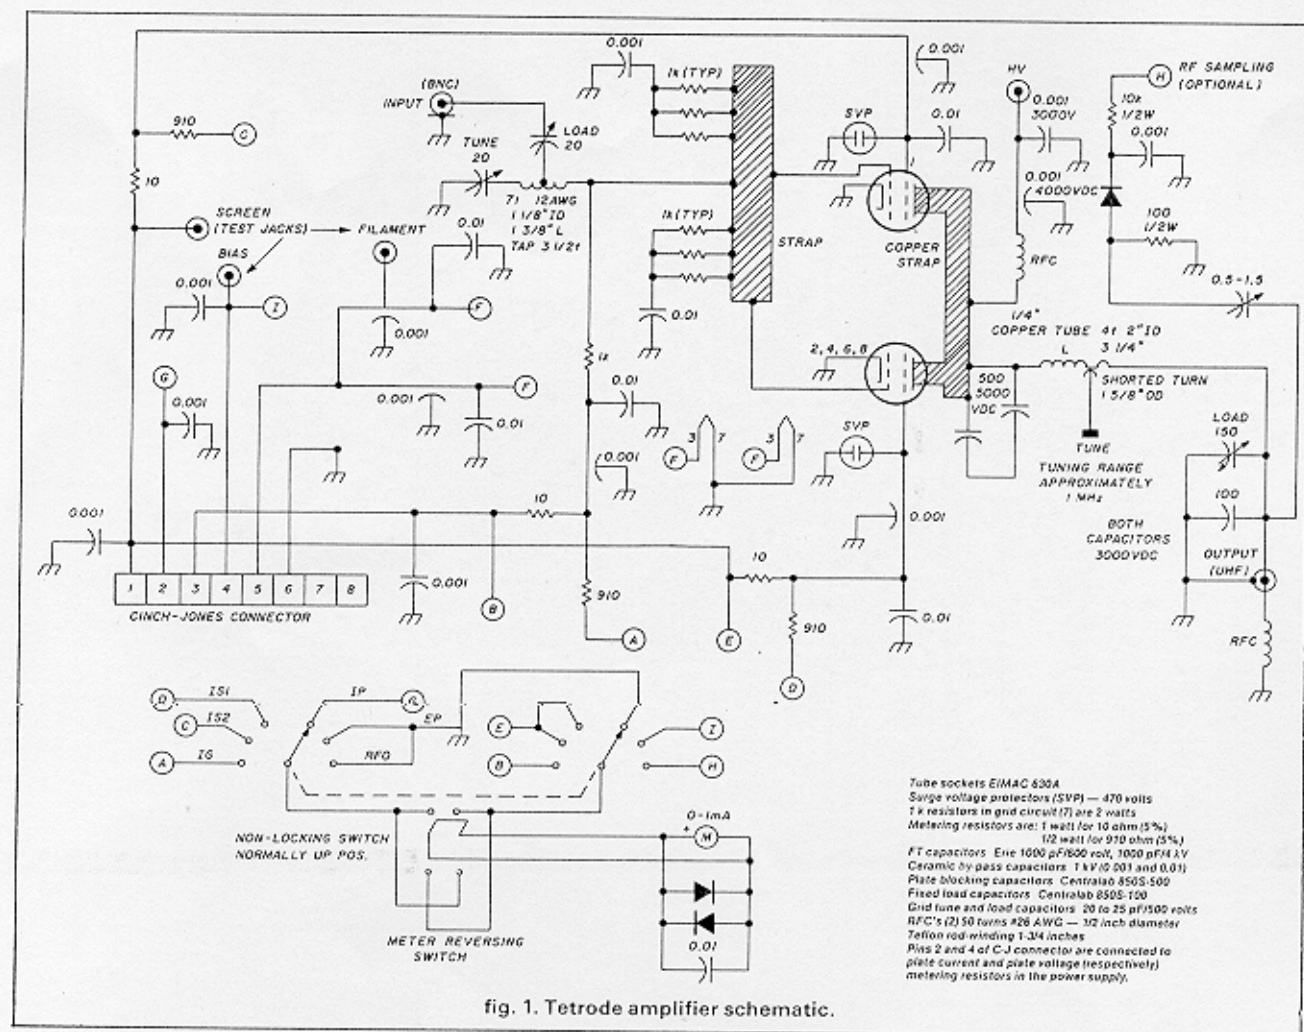 0.001
0.001
1k (TYP)
HV
H
RF SAMPLING
(OPTIONAL)
(BNC)
INPUT
SVP
0.01
0.001
3000V
10k
1/2W
0.001
910
C
TUNE
20
LOAD
20
1
10
7t 12AWG
1 1/8"ID
1 3/8"L
TAP 3 1/2t
1k (TYP)
0.001
4000VDC
100
1/2W
SCREEN
(TEST JACKS)
FILAMENT
0.01
STRAP
COPPER
STRAP
RFC
BIAS
0.001
I
0.001
F
0.01
0.5-1.5
1/4"
COPPER TUBE 4t 2"ID
3 1/4"
L
1k
2,4,6,8
G
0.001
0.001
F
0.01
0.01
500
5000
VDC
SHORTED TURN
1 5/8"OD
LOAD
150
SVP
F
3
7
F
3
7
TUNE
TUNING RANGE
APPROXIMATELY
1 MHz
0.001
0.001
10
0.001
100
BOTH
CAPACITORS
3000VDC
OUTPUT
(UHF)
1 2 3 4 5 6 7 8
CINCH-JONES CONNECTOR
0.001
B
910
A
10
E
910
D
0.01
RFC
D
IS1
IP
C
IS2
EP
E
I
A
IG
RFO
B
H
NON-LOCKING SWITCH
NORMALLY UP POS.
0-1mA
+
M
METER REVERSING
SWITCH
0.01
Tube sockets EIMAC 630A
Surge voltage protectors (SVP) — 470 volts
1 k resistors in grid circuit (7) are 2 watts
Metering resistors are: 1 watt for 10 ohm (5%)
1/2 watt for 910 ohm (5%)
FT capacitors Erie 1000 pF/600 volt, 1000 pF/4 kV
Ceramic by-pass capacitors 1 kV (0.001 and 0.01)
Plate blocking capacitors Centralab 850S-500
Fixed load capacitors Centralab 850S-100
Grid tune and load capacitors 20 to 25 pF/500 volts
RFC's (2) 50 turns #26 AWG — 1/2 inch diameter
Teflon rod-winding 1-3/4 inches
Pins 2 and 4 of C-J connector are connected to
plate current and plate voltage (respectively)
metering resistors in the power supply.
fig. 1. Tetrode amplifier schematic.